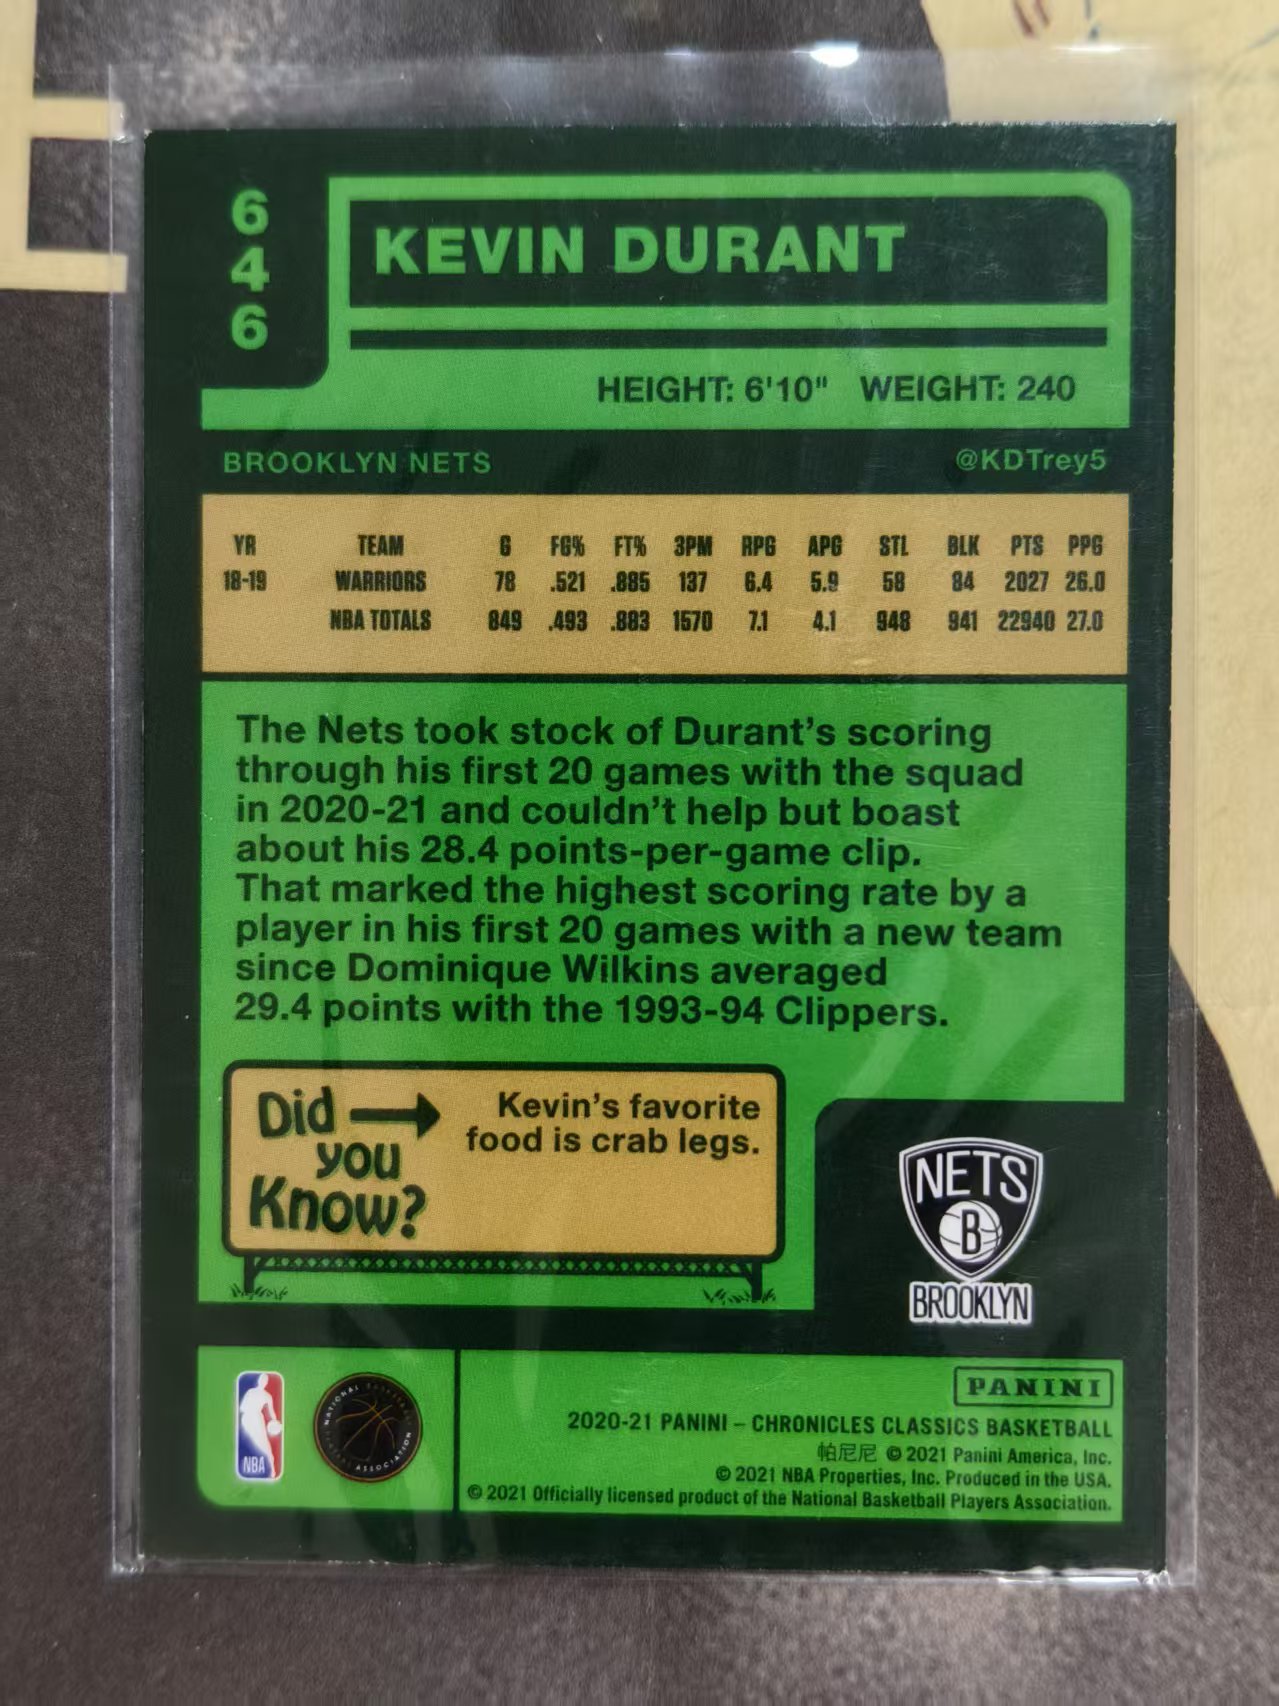 6
4
6
KEVIN DURANT
HEIGHT: 6'10" WEIGHT: 240
BROOKLYN NETS @KDTrey5
YR TEAM G FG% FT% 3PM RPG APG STL BLK PTS PPG
18-19 WARRIORS 78 .521 .885 137 6.4 5.9 58 84 2027 26.0
NBA TOTALS 849 .493 .883 1570 7.1 4.1 948 941 22940 27.0
The Nets took stock of Durant's scoring
through his first 20 games with the squad
in 2020-21 and couldn't help but boast
about his 28.4 points-per-game clip.
That marked the highest scoring rate by a
player in his first 20 games with a new team
since Dominique Wilkins averaged
29.4 points with the 1993-94 Clippers.
Did
you
Know?
Kevin's favorite
food is crab legs.
NETS
B
BROOKLYN
NBA
NATIONAL BASKETBALL
PLAYERS ASSOCIATION
PANINI
2020-21 PANINI – CHRONICLES CLASSICS BASKETBALL
帕尼尼 © 2021 Panini America, Inc.
© 2021 NBA Properties, Inc. Produced in the USA.
© 2021 Officially licensed product of the National Basketball Players Association.